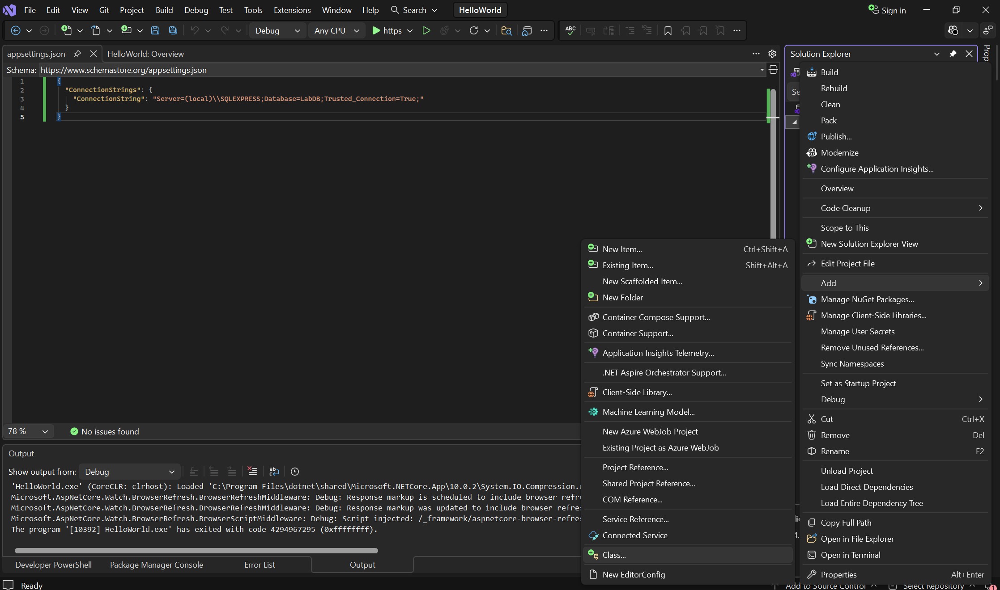 File Edit View Git Project Build Debug Test Tools Extensions Window Help Search HelloWorld Sign in
Debug Any CPU https ABC
appsettings.json HelloWorld: Overview
Schema: https://www.schemastore.org/appsettings.json
1 {
2 "ConnectionStrings": {
3 "ConnectionString": "Server=(local)\\SQLEXPRESS;Database=LabDB;Trusted_Connection=True;"
4 }
5 }
78 % No issues found
Output
Show output from: Debug
'HelloWorld.exe' (CoreCLR: clrhost): Loaded 'C:\Program Files\dotnet\shared\Microsoft.NETCore.App\10.0.2\System.IO.Compression.
Microsoft.AspNetCore.Watch.BrowserRefresh.BrowserRefreshMiddleware: Debug: Response markup is scheduled to include browser refre
Microsoft.AspNetCore.Watch.BrowserRefresh.BrowserRefreshMiddleware: Debug: Response markup was updated to include browser refres
Microsoft.AspNetCore.Watch.BrowserRefresh.BrowserScriptMiddleware: Debug: Script injected: /_framework/aspnetcore-browser-refres
The program '[10392] HelloWorld.exe' has exited with code 4294967295 (0xffffffff).
Developer PowerShell Package Manager Console Error List Output
Ready
New Item... Ctrl+Shift+A
Existing Item... Shift+Alt+A
New Scaffolded Item...
New Folder
Container Compose Support...
Container Support...
Application Insights Telemetry...
.NET Aspire Orchestrator Support...
Client-Side Library...
Machine Learning Model...
New Azure WebJob Project
Existing Project as Azure WebJob
Project Reference...
Shared Project Reference...
COM Reference...
Service Reference...
Connected Service
Class...
New EditorConfig
Solution Explorer
Prop
Se
Build
Rebuild
Clean
Pack
Publish...
Modernize
Configure Application Insights...
Overview
Code Cleanup
Scope to This
New Solution Explorer View
Edit Project File
Add
Manage NuGet Packages...
Manage Client-Side Libraries...
Manage User Secrets
Remove Unused References...
Sync Namespaces
Set as Startup Project
Debug
Cut Ctrl+X
Remove Del
Rename F2
Unload Project
Load Direct Dependencies
Load Entire Dependency Tree
Copy Full Path
Open in File Explorer
Open in Terminal
Properties Alt+Enter
Add to Source Control Select Repository 1